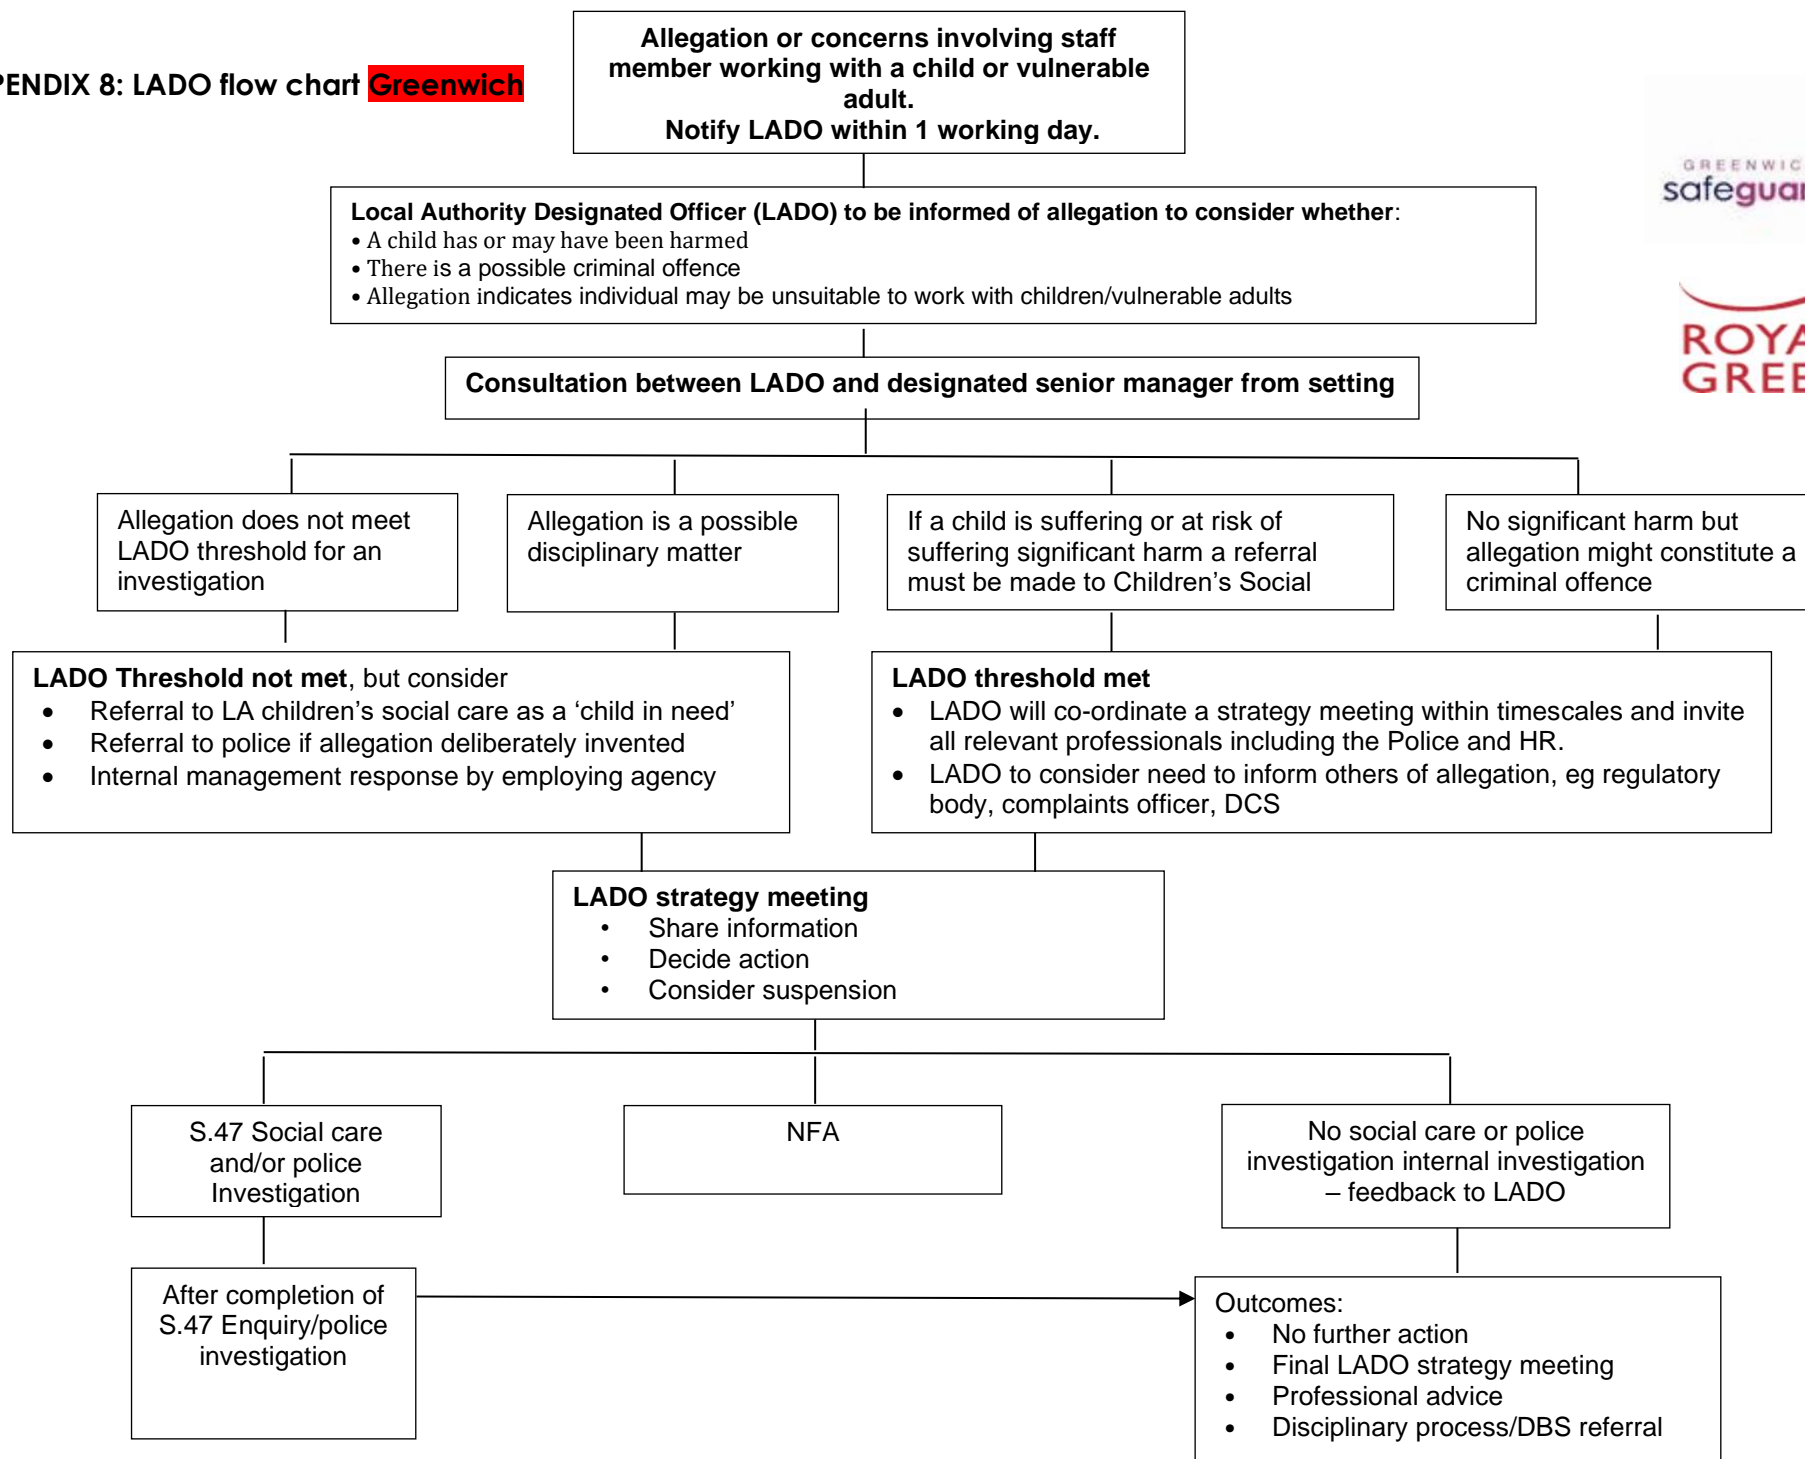 Allegation or concerns involving staff
member working with a child or vulnerable
adult.
Notify LADO within 1 working day.
PENDIX 8: LADO flow chart Greenwich
GREENWIC
safeguar
ROYA
GREE
Local Authority Designated Officer (LADO) to be informed of allegation to consider whether:
• A child has or may have been harmed
• There is a possible criminal offence
• Allegation indicates individual may be unsuitable to work with children/vulnerable adults
Consultation between LADO and designated senior manager from setting
Allegation does not meet
LADO threshold for an
investigation
Allegation is a possible
disciplinary matter
If a child is suffering or at risk of
suffering significant harm a referral
must be made to Children’s Social
No significant harm but
allegation might constitute a
criminal offence
LADO Threshold not met, but consider
• Referral to LA children’s social care as a ‘child in need’
• Referral to police if allegation deliberately invented
• Internal management response by employing agency
LADO threshold met
• LADO will co-ordinate a strategy meeting within timescales and invite
all relevant professionals including the Police and HR.
• LADO to consider need to inform others of allegation, eg regulatory
body, complaints officer, DCS
LADO strategy meeting
• Share information
• Decide action
• Consider suspension
S.47 Social care
and/or police
Investigation
NFA
No social care or police
investigation internal investigation
– feedback to LADO
After completion of
S.47 Enquiry/police
investigation
Outcomes:
• No further action
• Final LADO strategy meeting
• Professional advice
• Disciplinary process/DBS referral